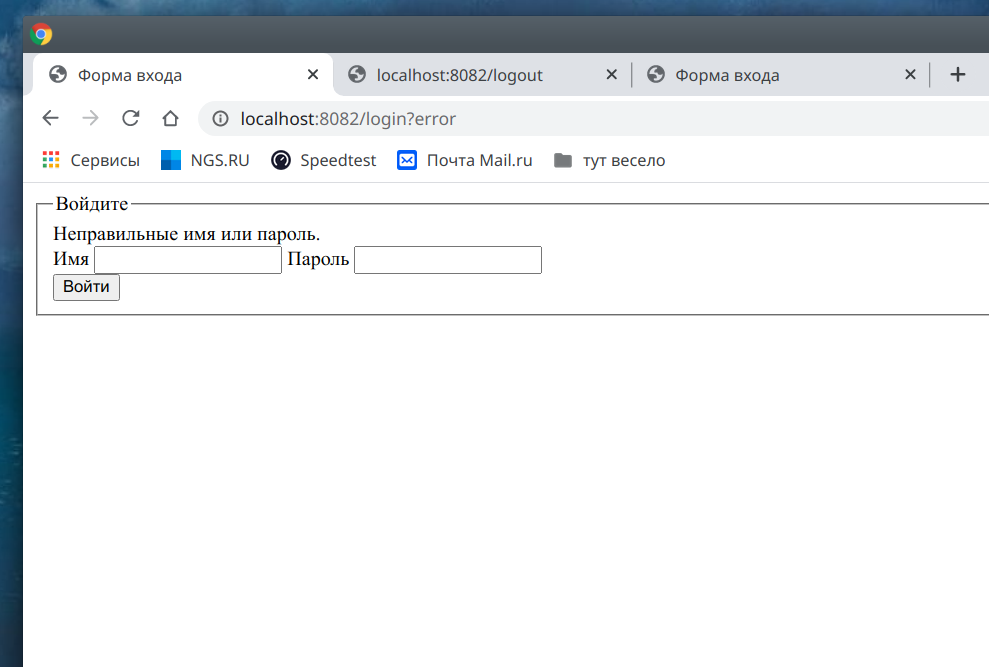 Форма входа localhost:8082/logout Форма входа
localhost:8082/login?error
Сервисы NGS.RU Speedtest Почта Mail.ru тут весело
Войдите
Неправильные имя или пароль.
Имя Пароль
Войти